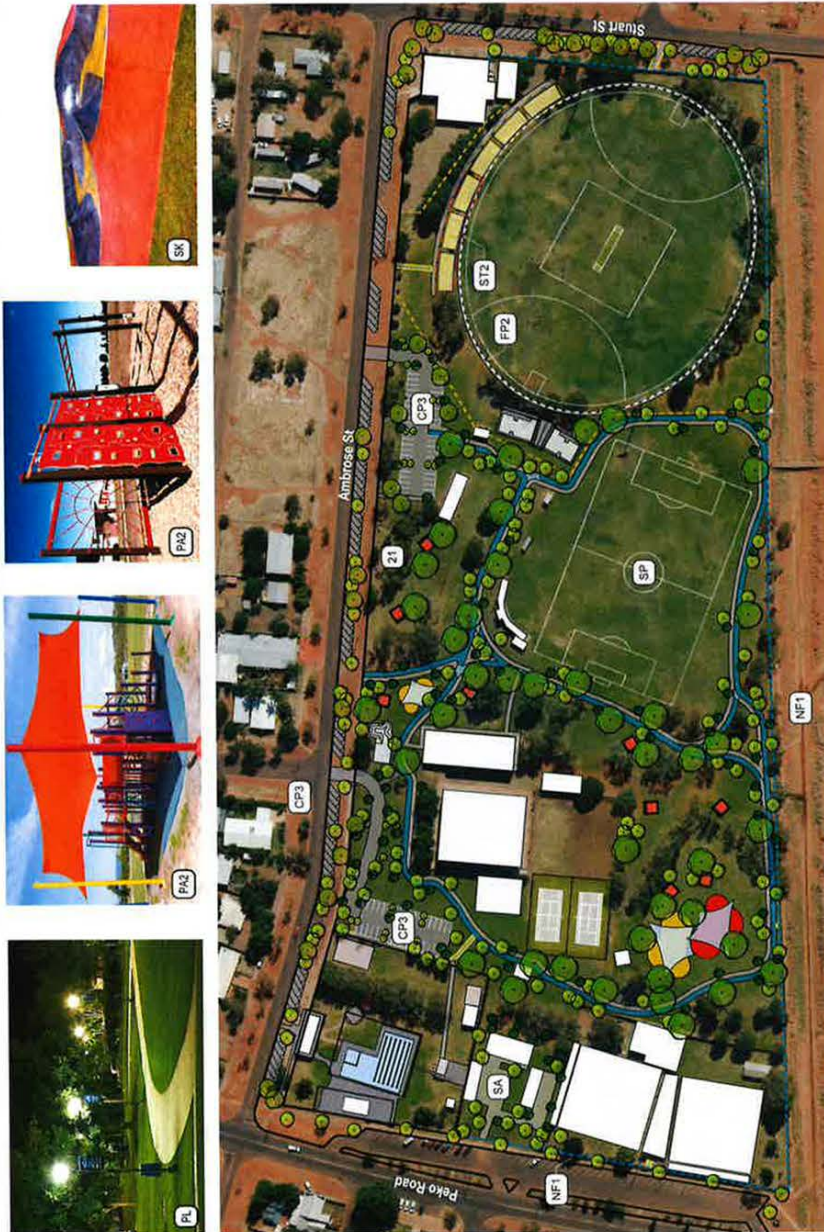 PL
PA2
PA2
SK
CP3
Ambrose St
21
CP3
CP3
Peko Road
ST2
SA
FP2
NF1
Stuart St
SP
NF1